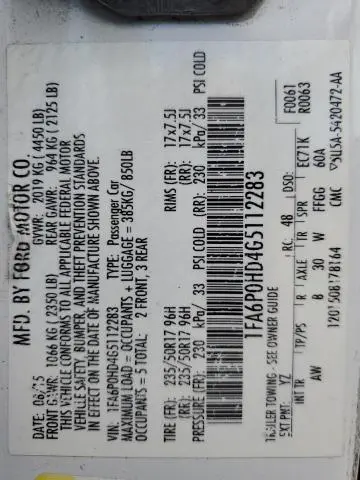 MFD. BY FORD MOTOR CO.
DATE: 06/15 GVWR: 2019 KG (4450 LB)
FRONT GAWR: 1066 KG (2350 LB) REAR GAWR: 964 KG (2125 LB)
THIS VEHICLE CONFORMS TO ALL APPLICABLE FEDERAL MOTOR
VEHICLE SAFETY, BUMPER, AND THEFT PREVENTION STANDARDS
IN EFFECT ON THE DATE OF MANUFACTURE SHOWN ABOVE.
VIN: 1FA6P0HD4G5112283 TYPE: Passenger Car
MAXIMUM LOAD = OCCUPANTS + LUGGAGE = 385KG/ 850LB
OCCUPANTS = 5 TOTAL: 2 FRONT, 3 REAR
TIRE (FR): 235/50R17 96H RIMS (FR): 17x7.5J
(RR): 235/50R17 96H (RR): 17x7.5J
PRESSURE (FR): 230 kPa/ 33 PSI COLD (RR): 230 kPa/ 33 PSI COLD
1FA6P0HD4G5112283
TRAILER TOWING - SEE OWNER GUIDE F0061
EXT PNT: YZ RC: 48 DSO: R0063
EC71K
INT TR TP/PS R AXLE TR SPR
AW B 30 W FFGG 60A
120150817B164 CMC ▽5U5A-5420472-AA